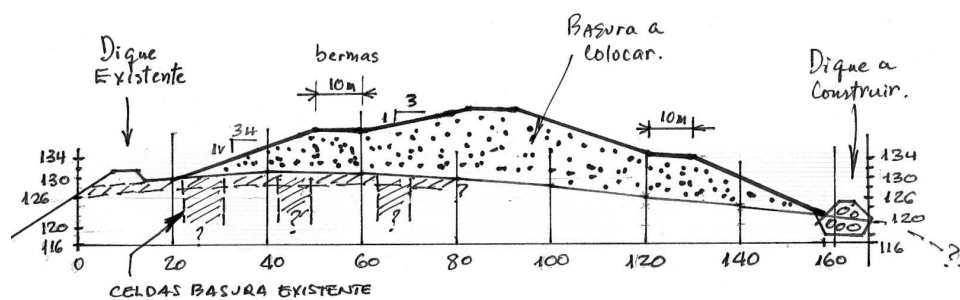 Dique
Existente
bermas
10m
Basura a
Colocar.
Dique a
Construir.
3H
1V
3
1
10m
134
130
126
120
116
134
130
126
120
116
?
?
?
?
?
0
20
40
60
80
100
120
140
160
CELDAS BASURA EXISTENTE